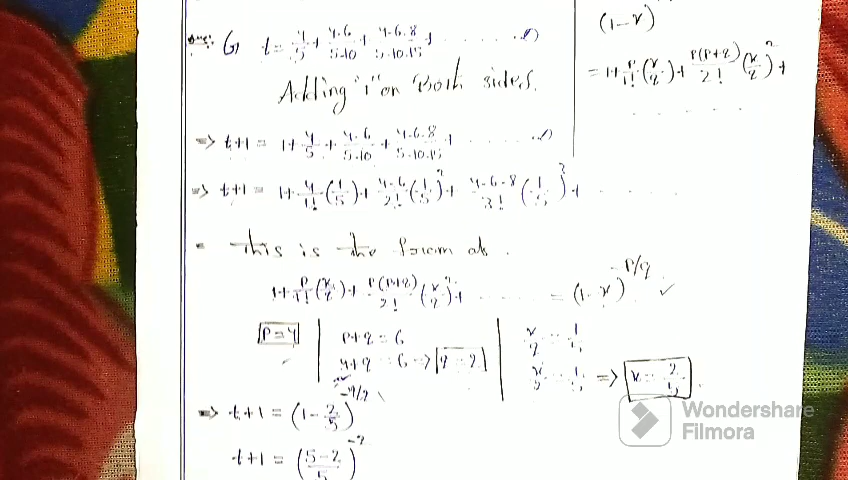 G) t = 4/5 + 4·6/5·10 + 4·6·8/5·10·15 + ........
Adding "1" on Both sides.
=> t+1 = 1+ 4/5 + 4·6/5·10 + 4·6·8/5·10·15 + ........
=> t+1 = 1+ 4/1! (1/5) + 4·6/2! (1/5)² + 4·6·8/3! (1/5)³ + ........
= This is the form of.
1+ P/1! (x/q) + P(P+q)/2! (x/q)² + ........ = (1-x)^-P/q ✓
P=4
P+q = 6
4+q = 6 => q = 2
x/q = 1/5
x/2 = 1/5 => x = 2/5
=> t+1 = (1 - 2/5)^-4/2
t+1 = (5-2/5)^-2
(1-x)
= 1+ P/1! (x/q) + P(P+q)/2! (x/q)² +
........
Wondershare
Filmora